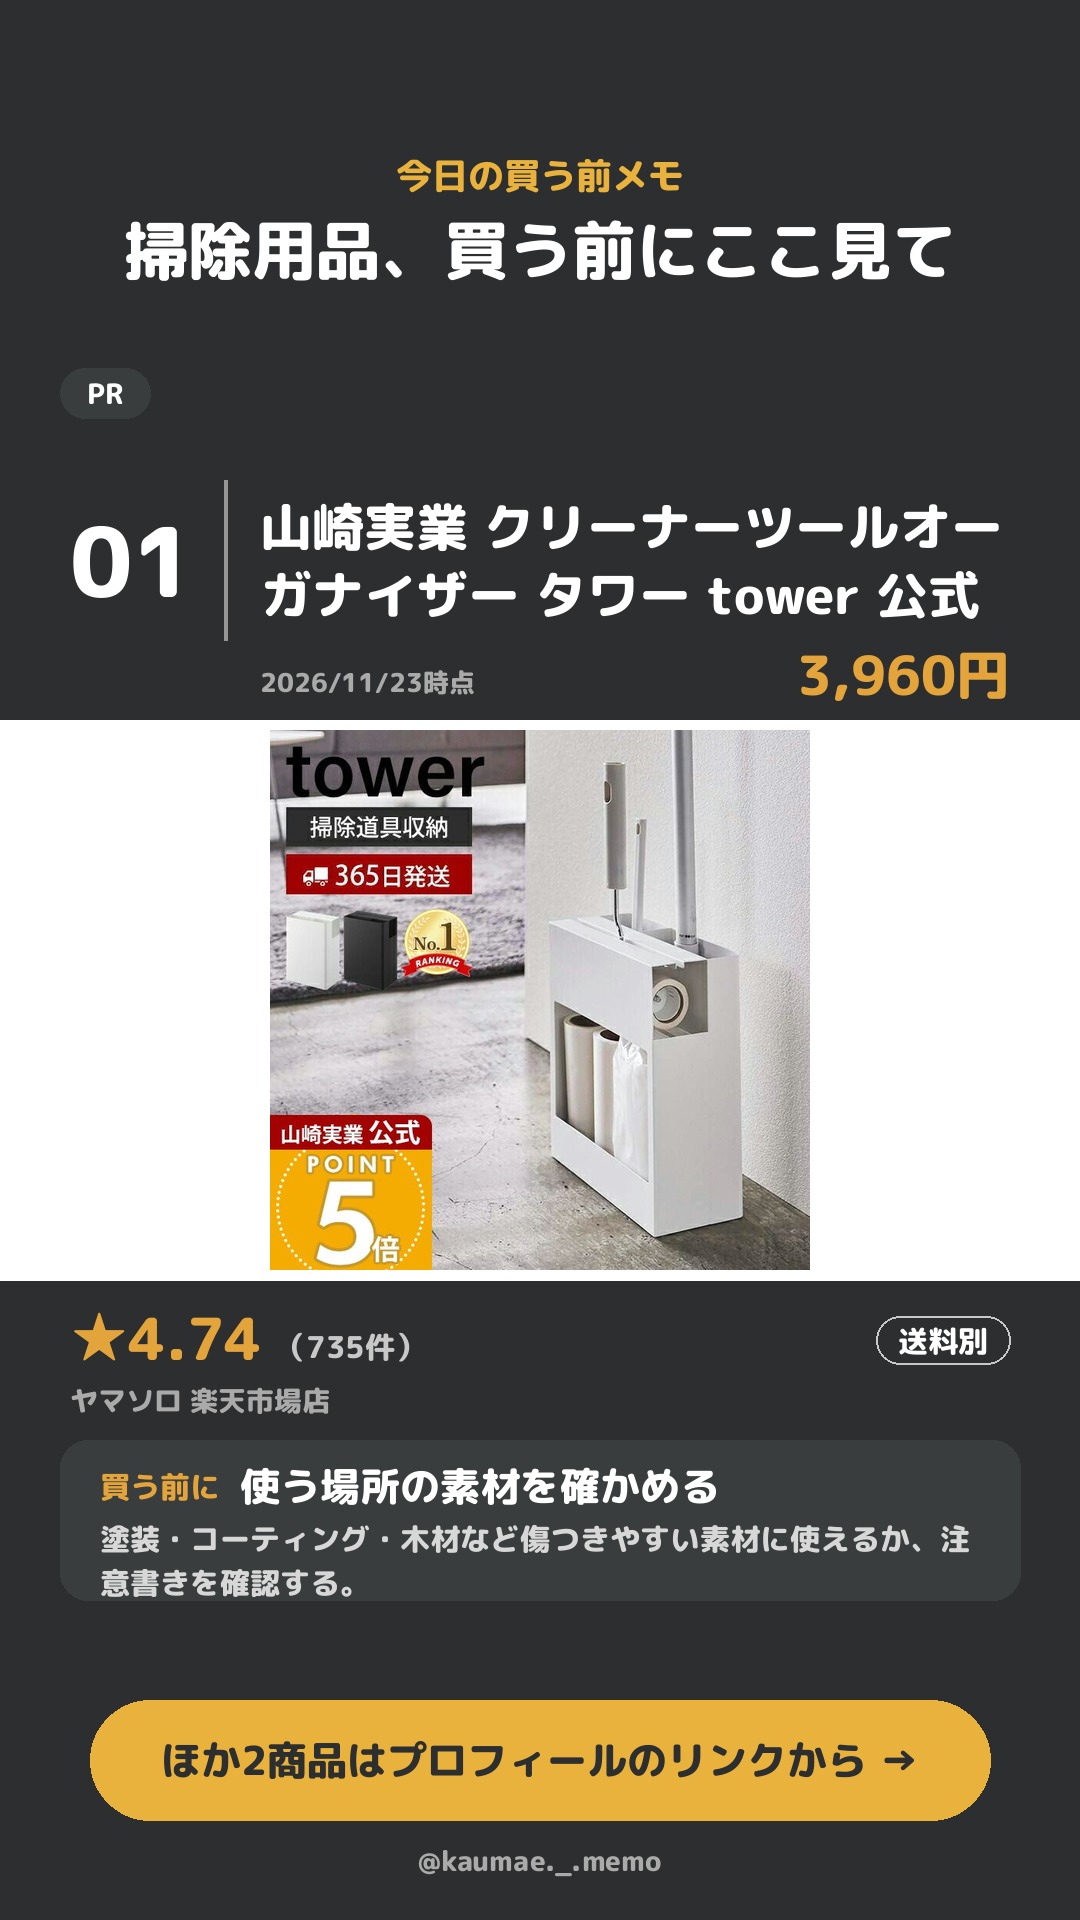 今日の買う前メモ
掃除用品、買う前にここ見て
PR
01
山崎実業 クリーナーツールオー
ガナイザー タワー tower 公式
2026/11/23時点
3,960円
tower
掃除道具収納
365日発送
No.1
RANKING
山崎実業 公式
POINT
5倍
★4.74 (735件)
送料別
ヤマソロ 楽天市場店
買う前に 使う場所の素材を確かめる
塗装・コーティング・木材など傷つきやすい素材に使えるか、注
意書きを確認する。
ほか2商品はプロフィールのリンクから →
@kaumae._.memo